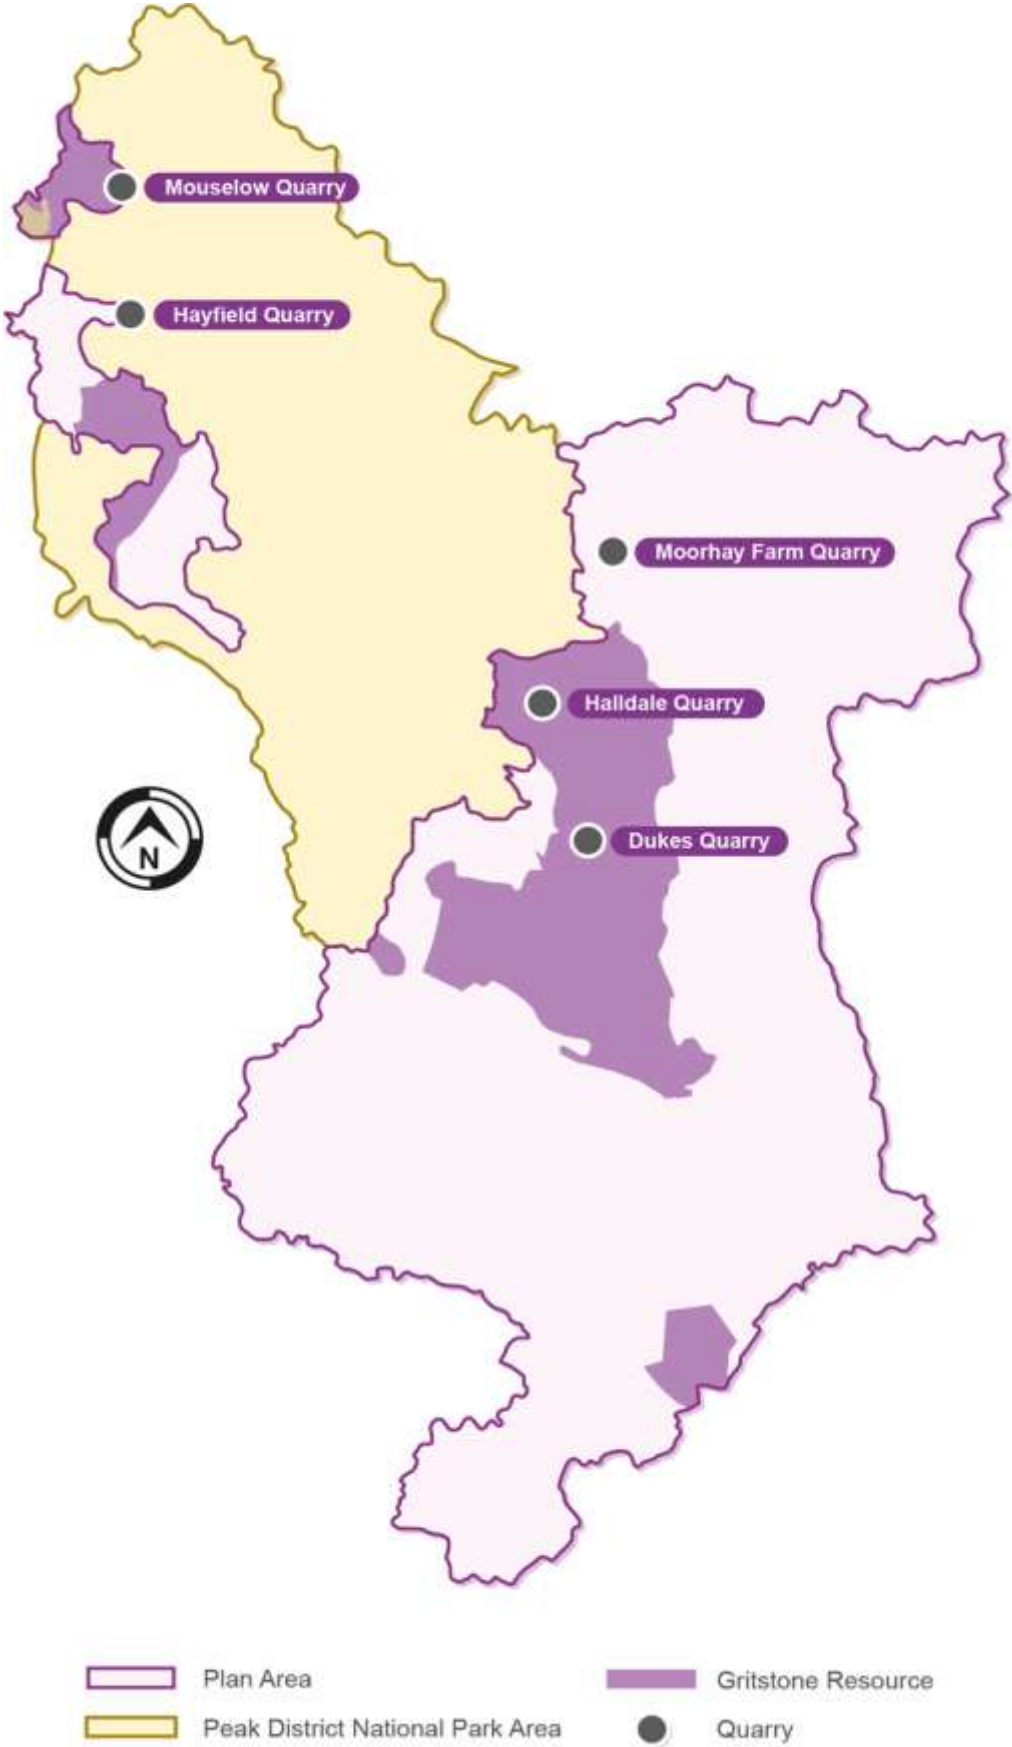 Mouselow Quarry
Hayfield Quarry
Moorhay Farm Quarry
Halldale Quarry
Dukes Quarry
N
Plan Area
Gritstone Resource
Peak District National Park Area
Quarry